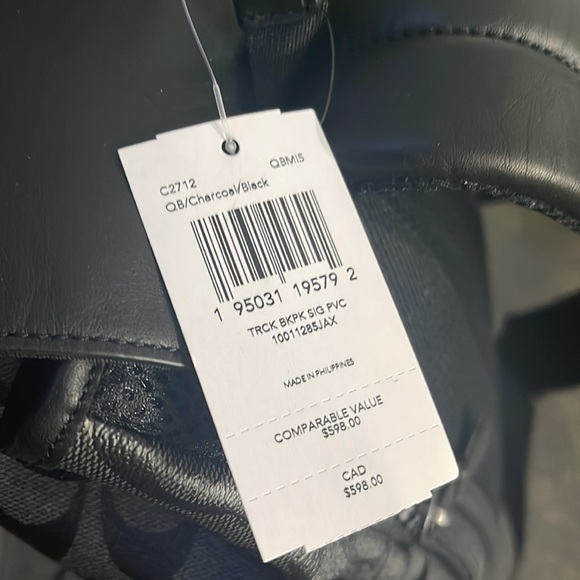 C2712 QBMI5
QB/Charcoal/Black
1 95031 19579 2
TRCK BKPK SIG PVC
10011285JAX
MADE IN PHILIPPINES
COMPARABLE VALUE
$598.00
CAD
$598.00